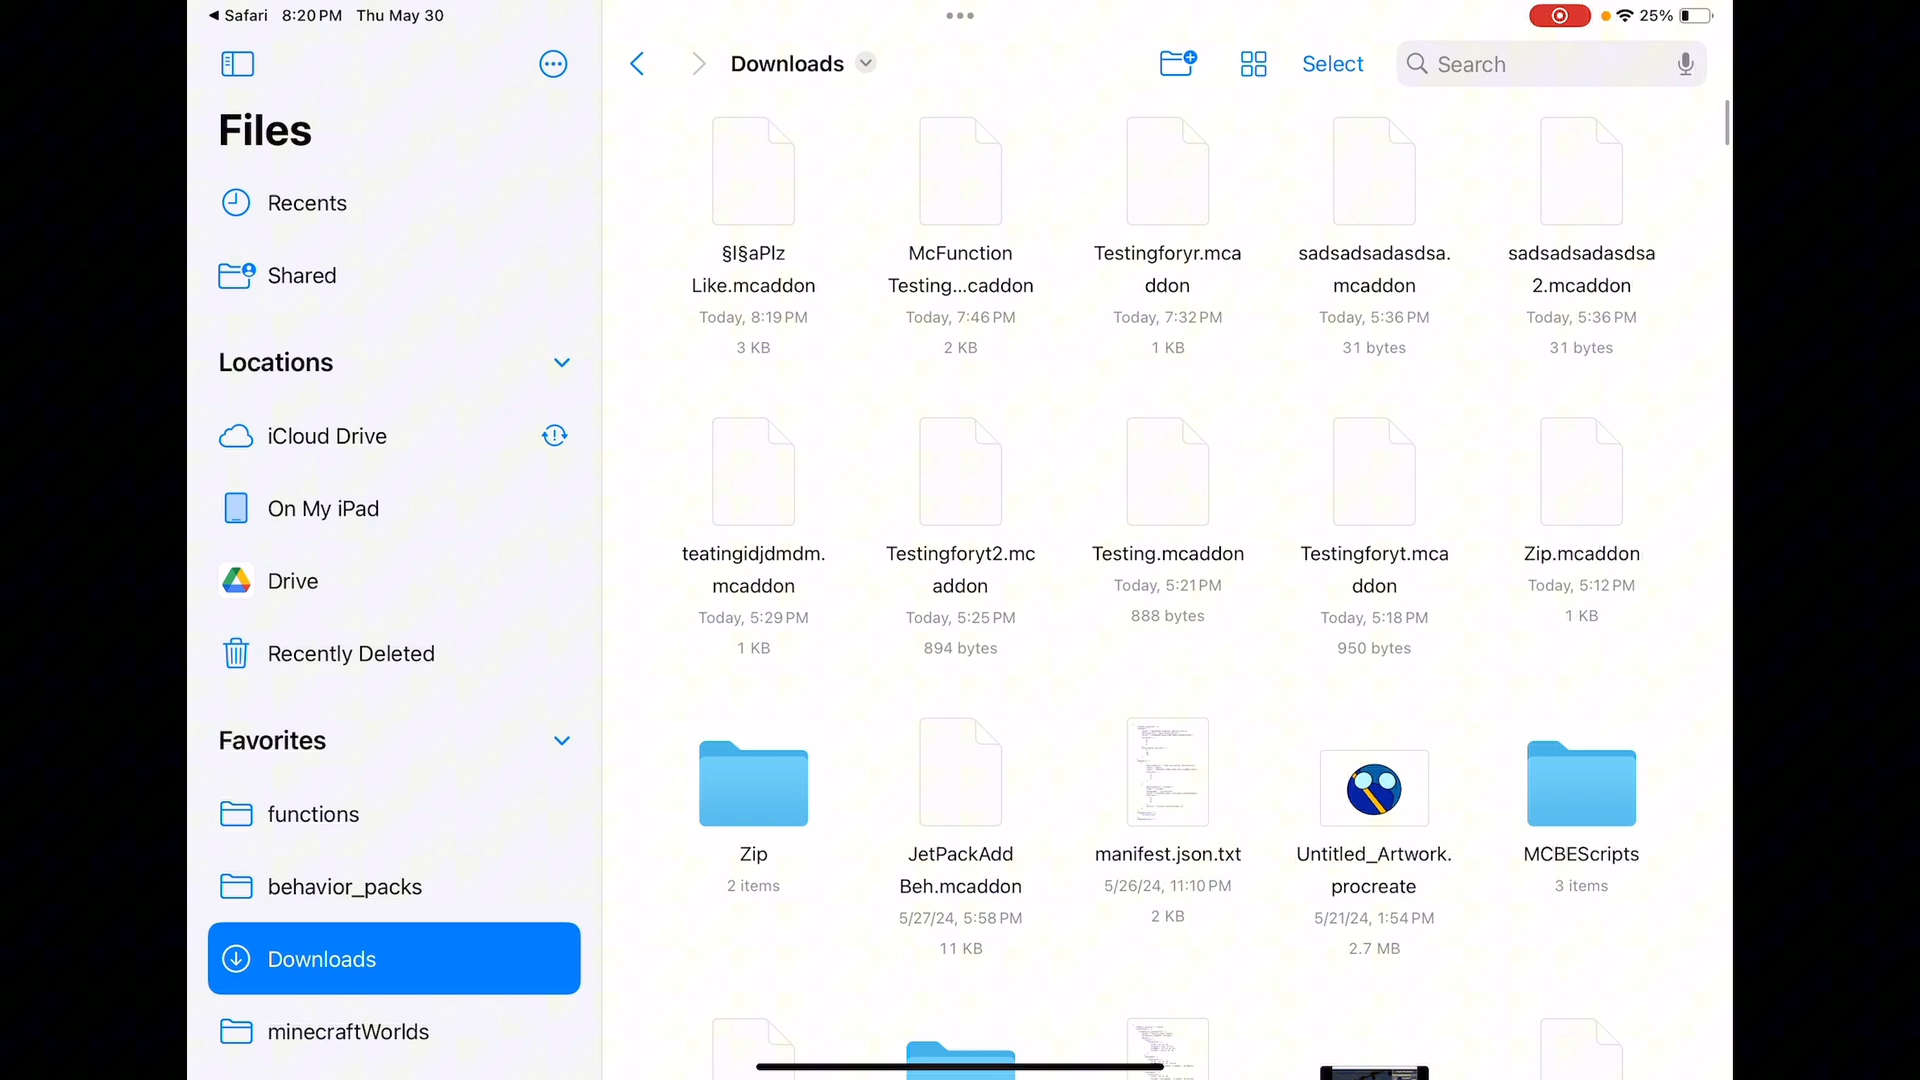 ◀ Safari 8:20 PM Thu May 30
25%
Files
Recents
Shared
Locations
iCloud Drive
On My iPad
Drive
Recently Deleted
Favorites
functions
behavior_packs
Downloads
minecraftWorlds
Downloads
Select
Search
§l§aPlz
Like.mcaddon
Today, 8:19 PM
3 KB
McFunction
Testing...caddon
Today, 7:46 PM
2 KB
Testingforyr.mca
ddon
Today, 7:32 PM
1 KB
sadsadsadasdsa.
mcaddon
Today, 5:36 PM
31 bytes
sadsadsadasdsa
2.mcaddon
Today, 5:36 PM
31 bytes
teatingidjdmdm.
mcaddon
Today, 5:29 PM
1 KB
Testingforyt2.mc
addon
Today, 5:25 PM
894 bytes
Testing.mcaddon
Today, 5:21 PM
888 bytes
Testingforyt.mca
ddon
Today, 5:18 PM
950 bytes
Zip.mcaddon
Today, 5:12 PM
1 KB
Zip
2 items
JetPackAdd
Beh.mcaddon
5/27/24, 5:58 PM
11 KB
manifest.json.txt
5/26/24, 11:10 PM
2 KB
Untitled_Artwork.
procreate
5/21/24, 1:54 PM
2.7 MB
MCBEScripts
3 items